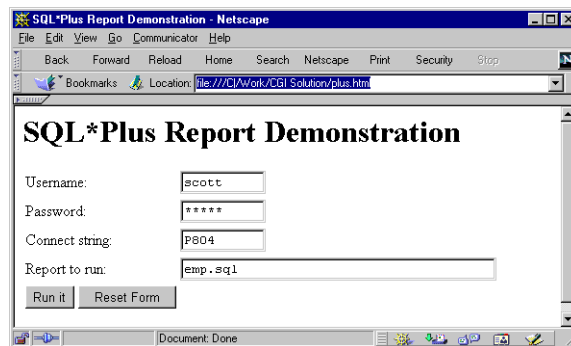 SQL*Plus Report Demonstration - Netscape
File Edit View Go Communicator Help
Back Forward Reload Home Search Netscape Print Security Stop
Bookmarks Location: file:///C|/Work/CGI Solution/plus.htm
SQL*Plus Report Demonstration
Username: scott
Password: *****
Connect string: P804
Report to run: emp.sql
Run it Reset Form
Document: Done